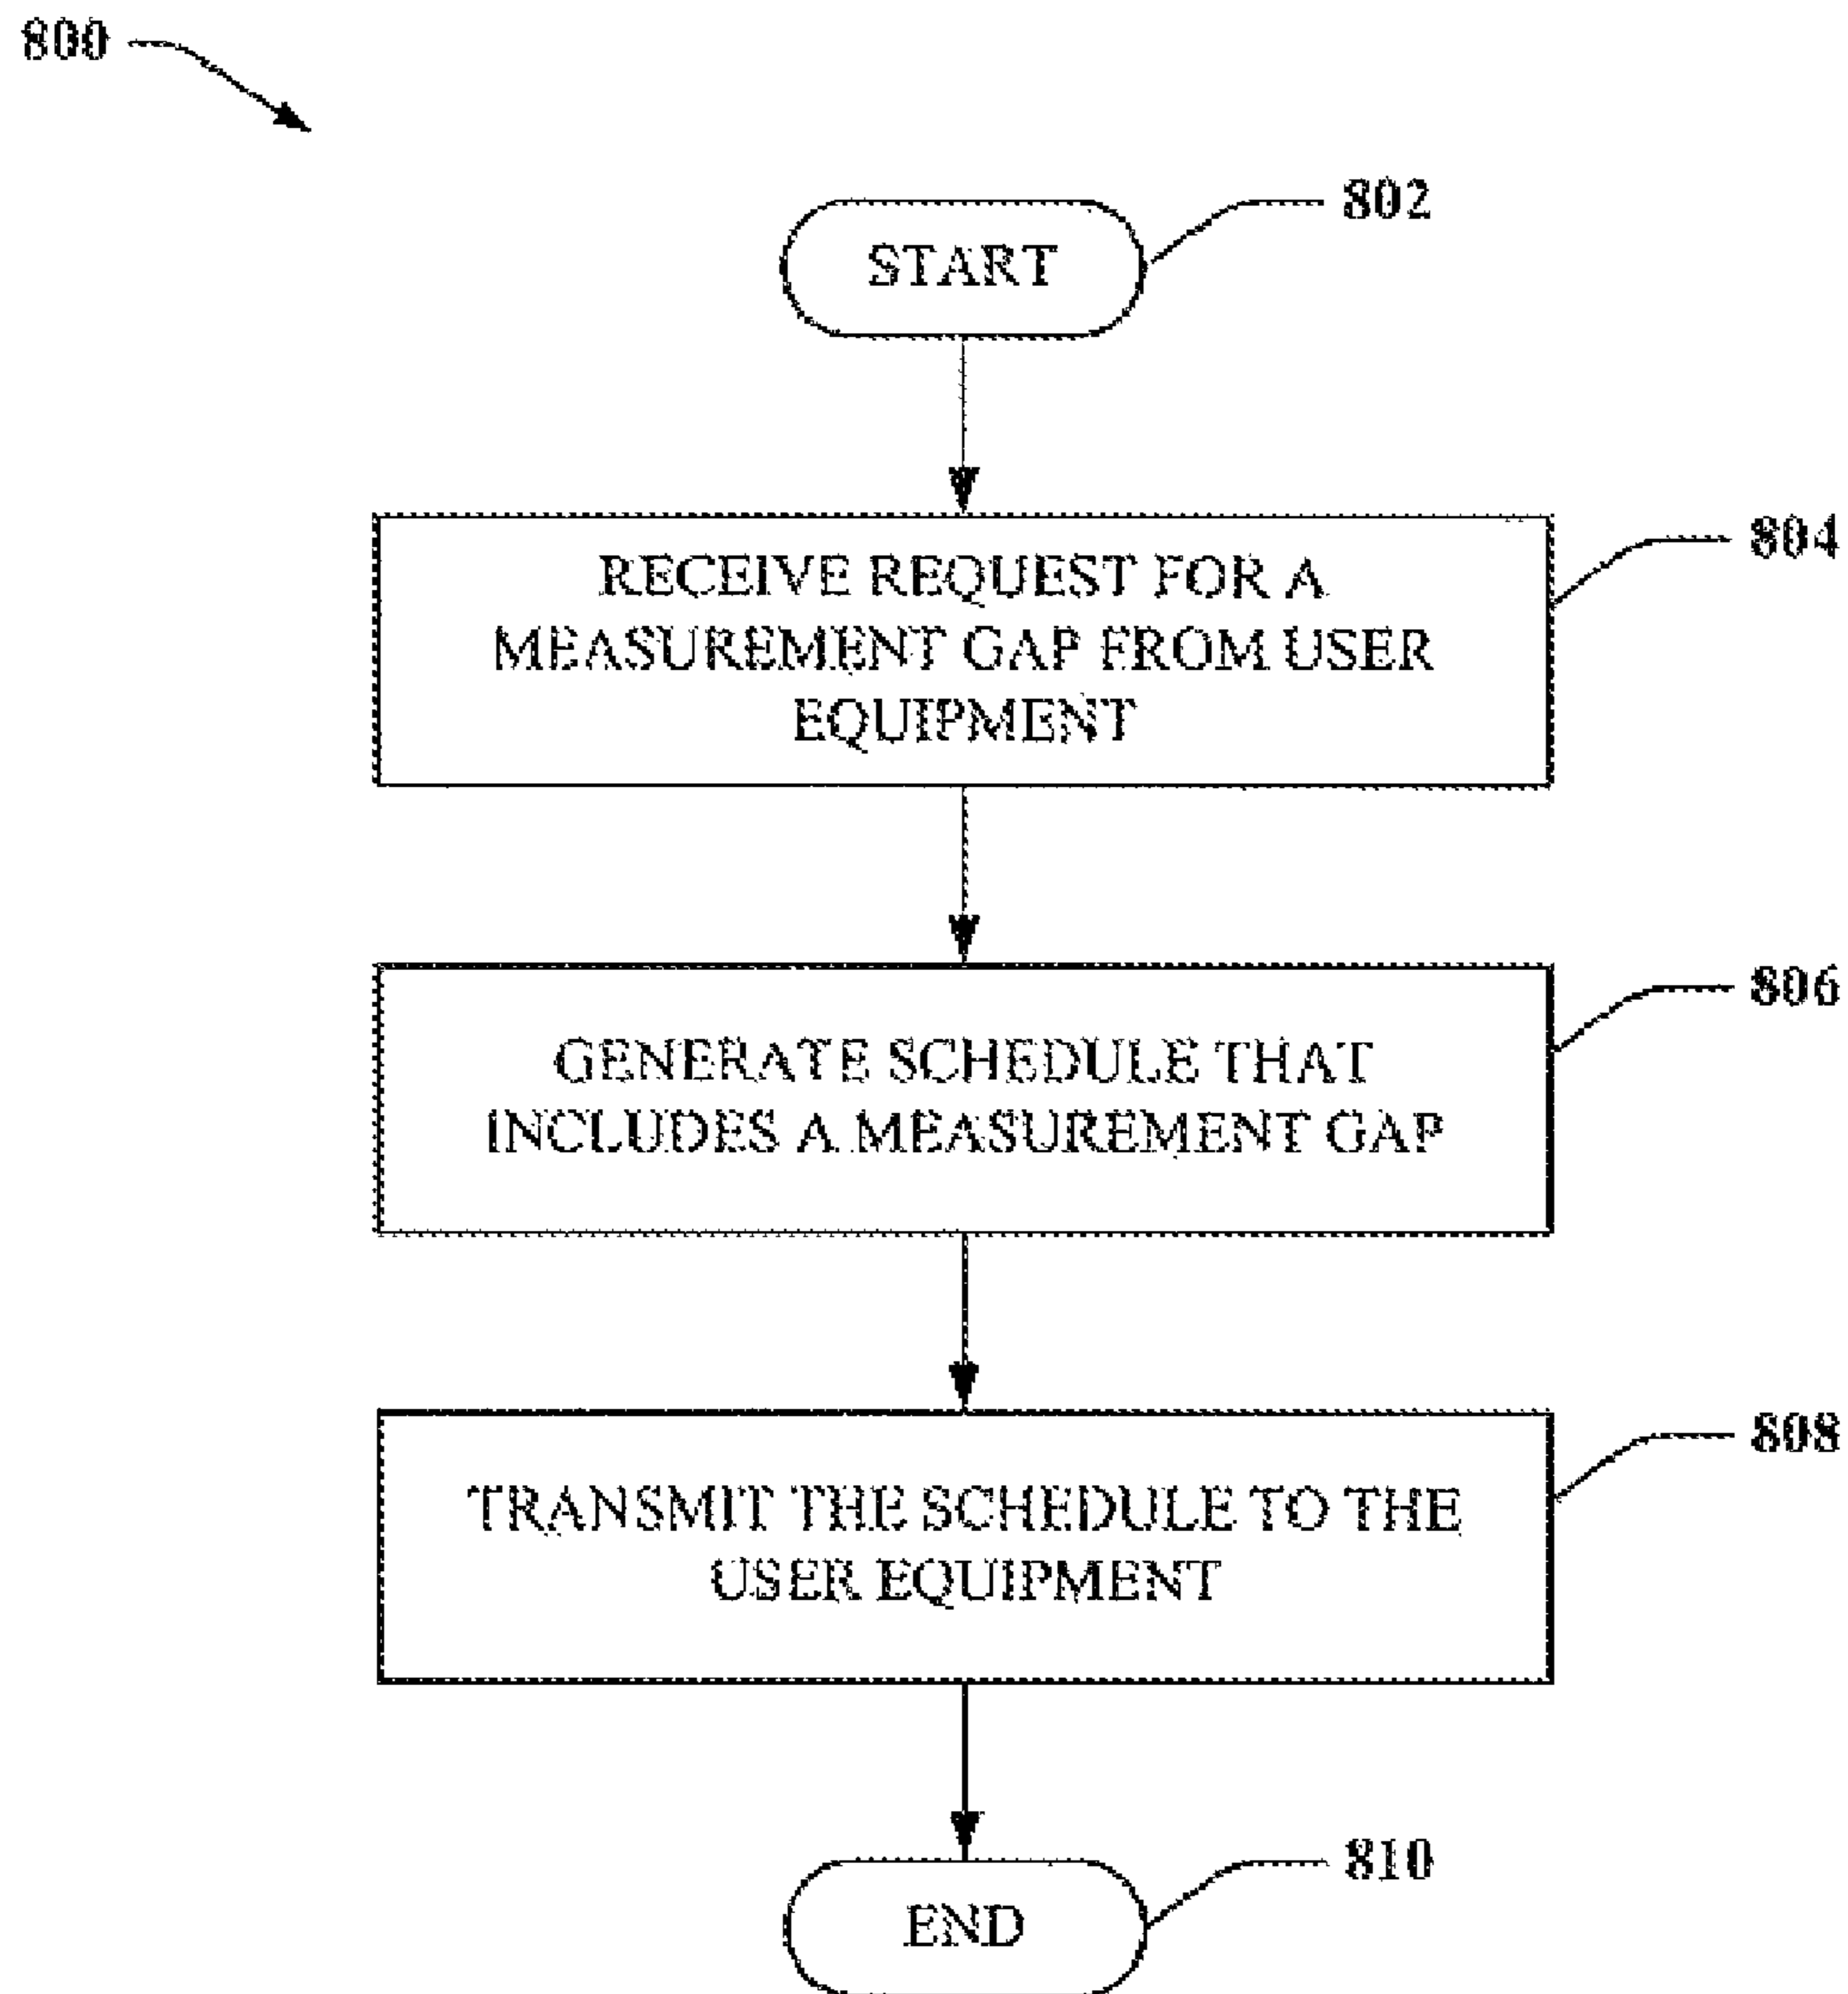 800
802
START
804
RECEIVE REQUEST FOR A
MEASUREMENT GAP FROM USER
EQUIPMENT
806
GENERATE SCHEDULE THAT
INCLUDES A MEASUREMENT GAP
808
TRANSMIT THE SCHEDULE TO THE
USER EQUIPMENT
810
END